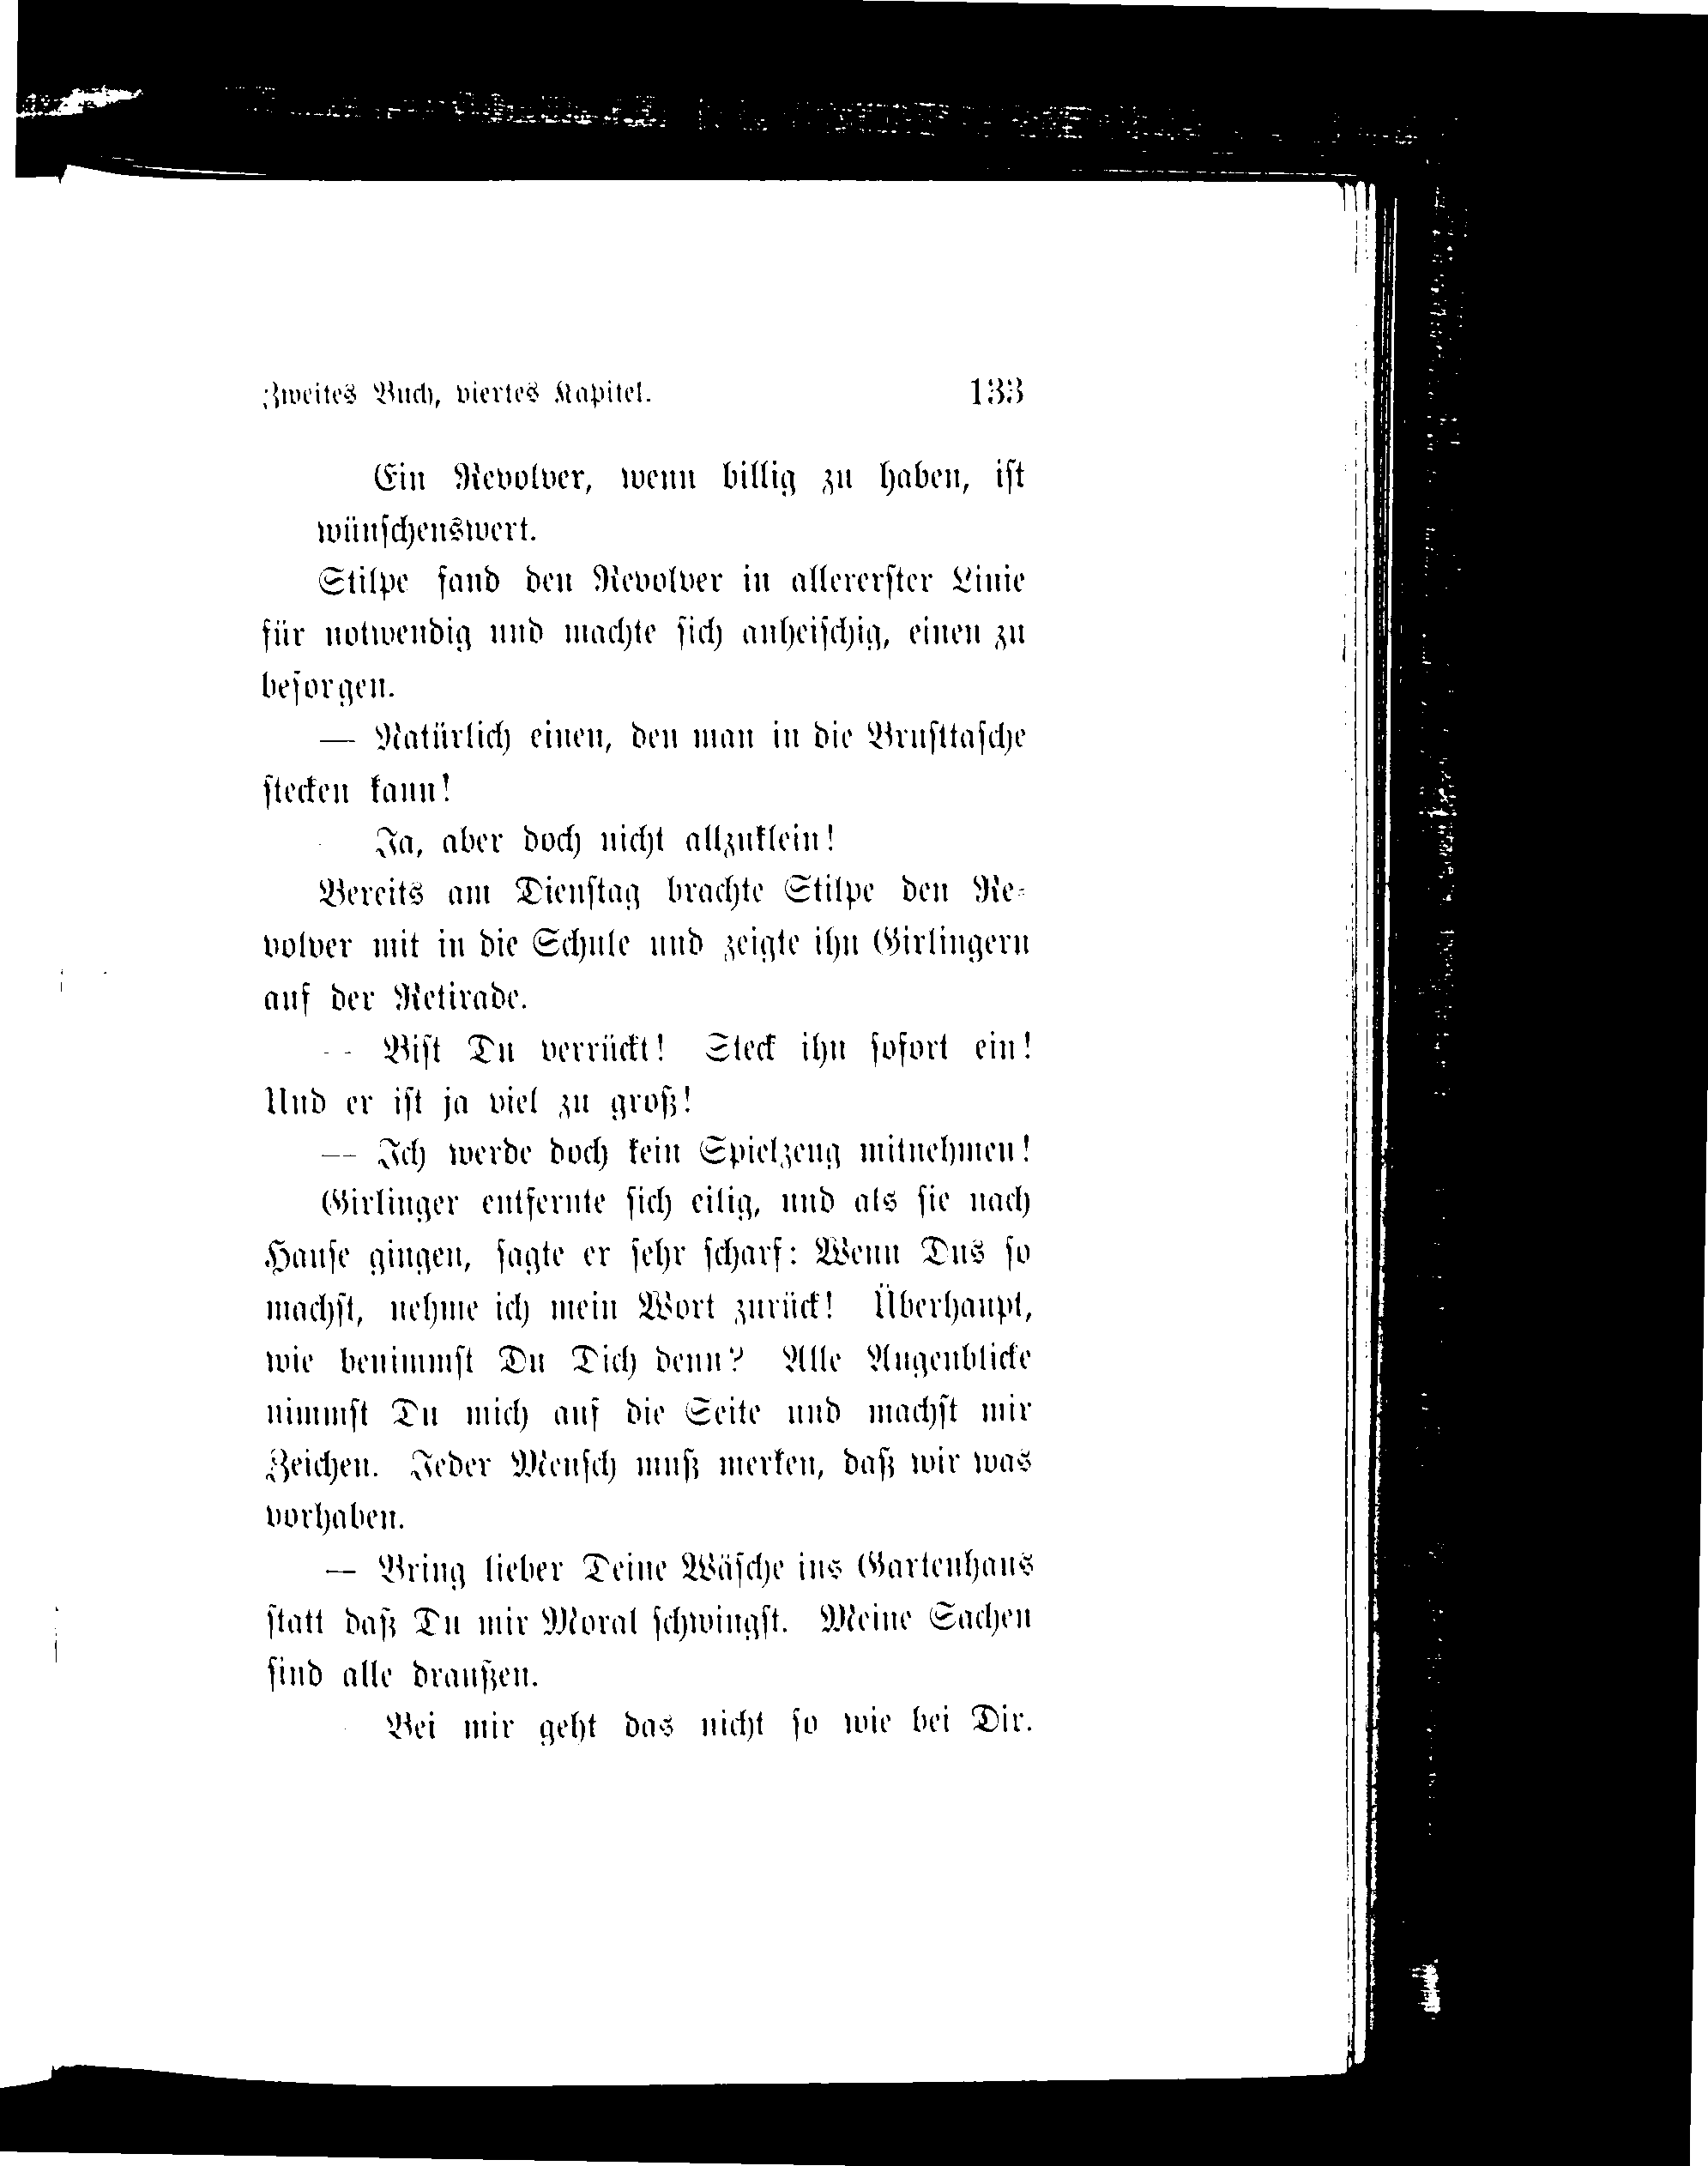 Zweites Buch, viertes Kapitel. 133
Ein Revolver, wenn billig zu haben, iſt
wünſchenswert.
Stilpe fand den Revolver in allererſter Linie
für notwendig und machte ſich anheiſchig, einen zu
beſorgen.
— Natürlich einen, den man in die Bruſttaſche
ſtecken kann!
Ja, aber doch nicht allzuklein!
Bereits am Dienſtag brachte Stilpe den Re-
volver mit in die Schule und zeigte ihn Girlingern
auf der Retirade.
-- Biſt Du verrückt! Steck ihn ſofort ein!
Und er iſt ja viel zu groß!
— Ich werde doch kein Spielzeug mitnehmen!
Girlinger entfernte ſich eilig, und als ſie nach
Hauſe gingen, ſagte er ſehr ſcharf: Wenn Dus ſo
machſt, nehme ich mein Wort zurück! Überhaupt,
wie benimmſt Du Dich denn? Alle Augenblicke
nimmſt Du mich auf die Seite und machſt mir
Zeichen. Jeder Menſch muß merken, daß wir was
vorhaben.
— Bring lieber Deine Wäſche ins Gartenhaus
ſtatt daß Du mir Moral ſchwingſt. Meine Sachen
ſind alle draußen.
Bei mir geht das nicht ſo wie bei Dir.